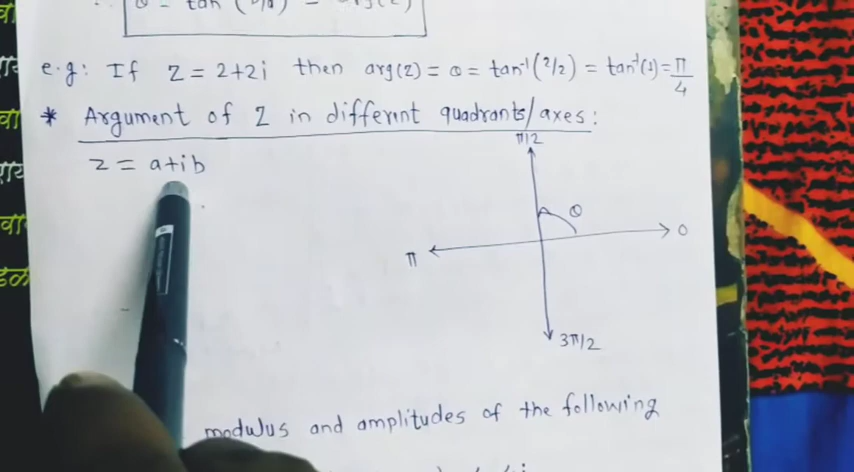 e.g: If Z = 2+2i then arg(z) = θ = tan⁻¹(2/2) = tan⁻¹(1) = π/4
* Argument of Z in different quadrants/axes:
z = a+ib
π/2
θ
0
π
3π/2
modulus and amplitudes of the following